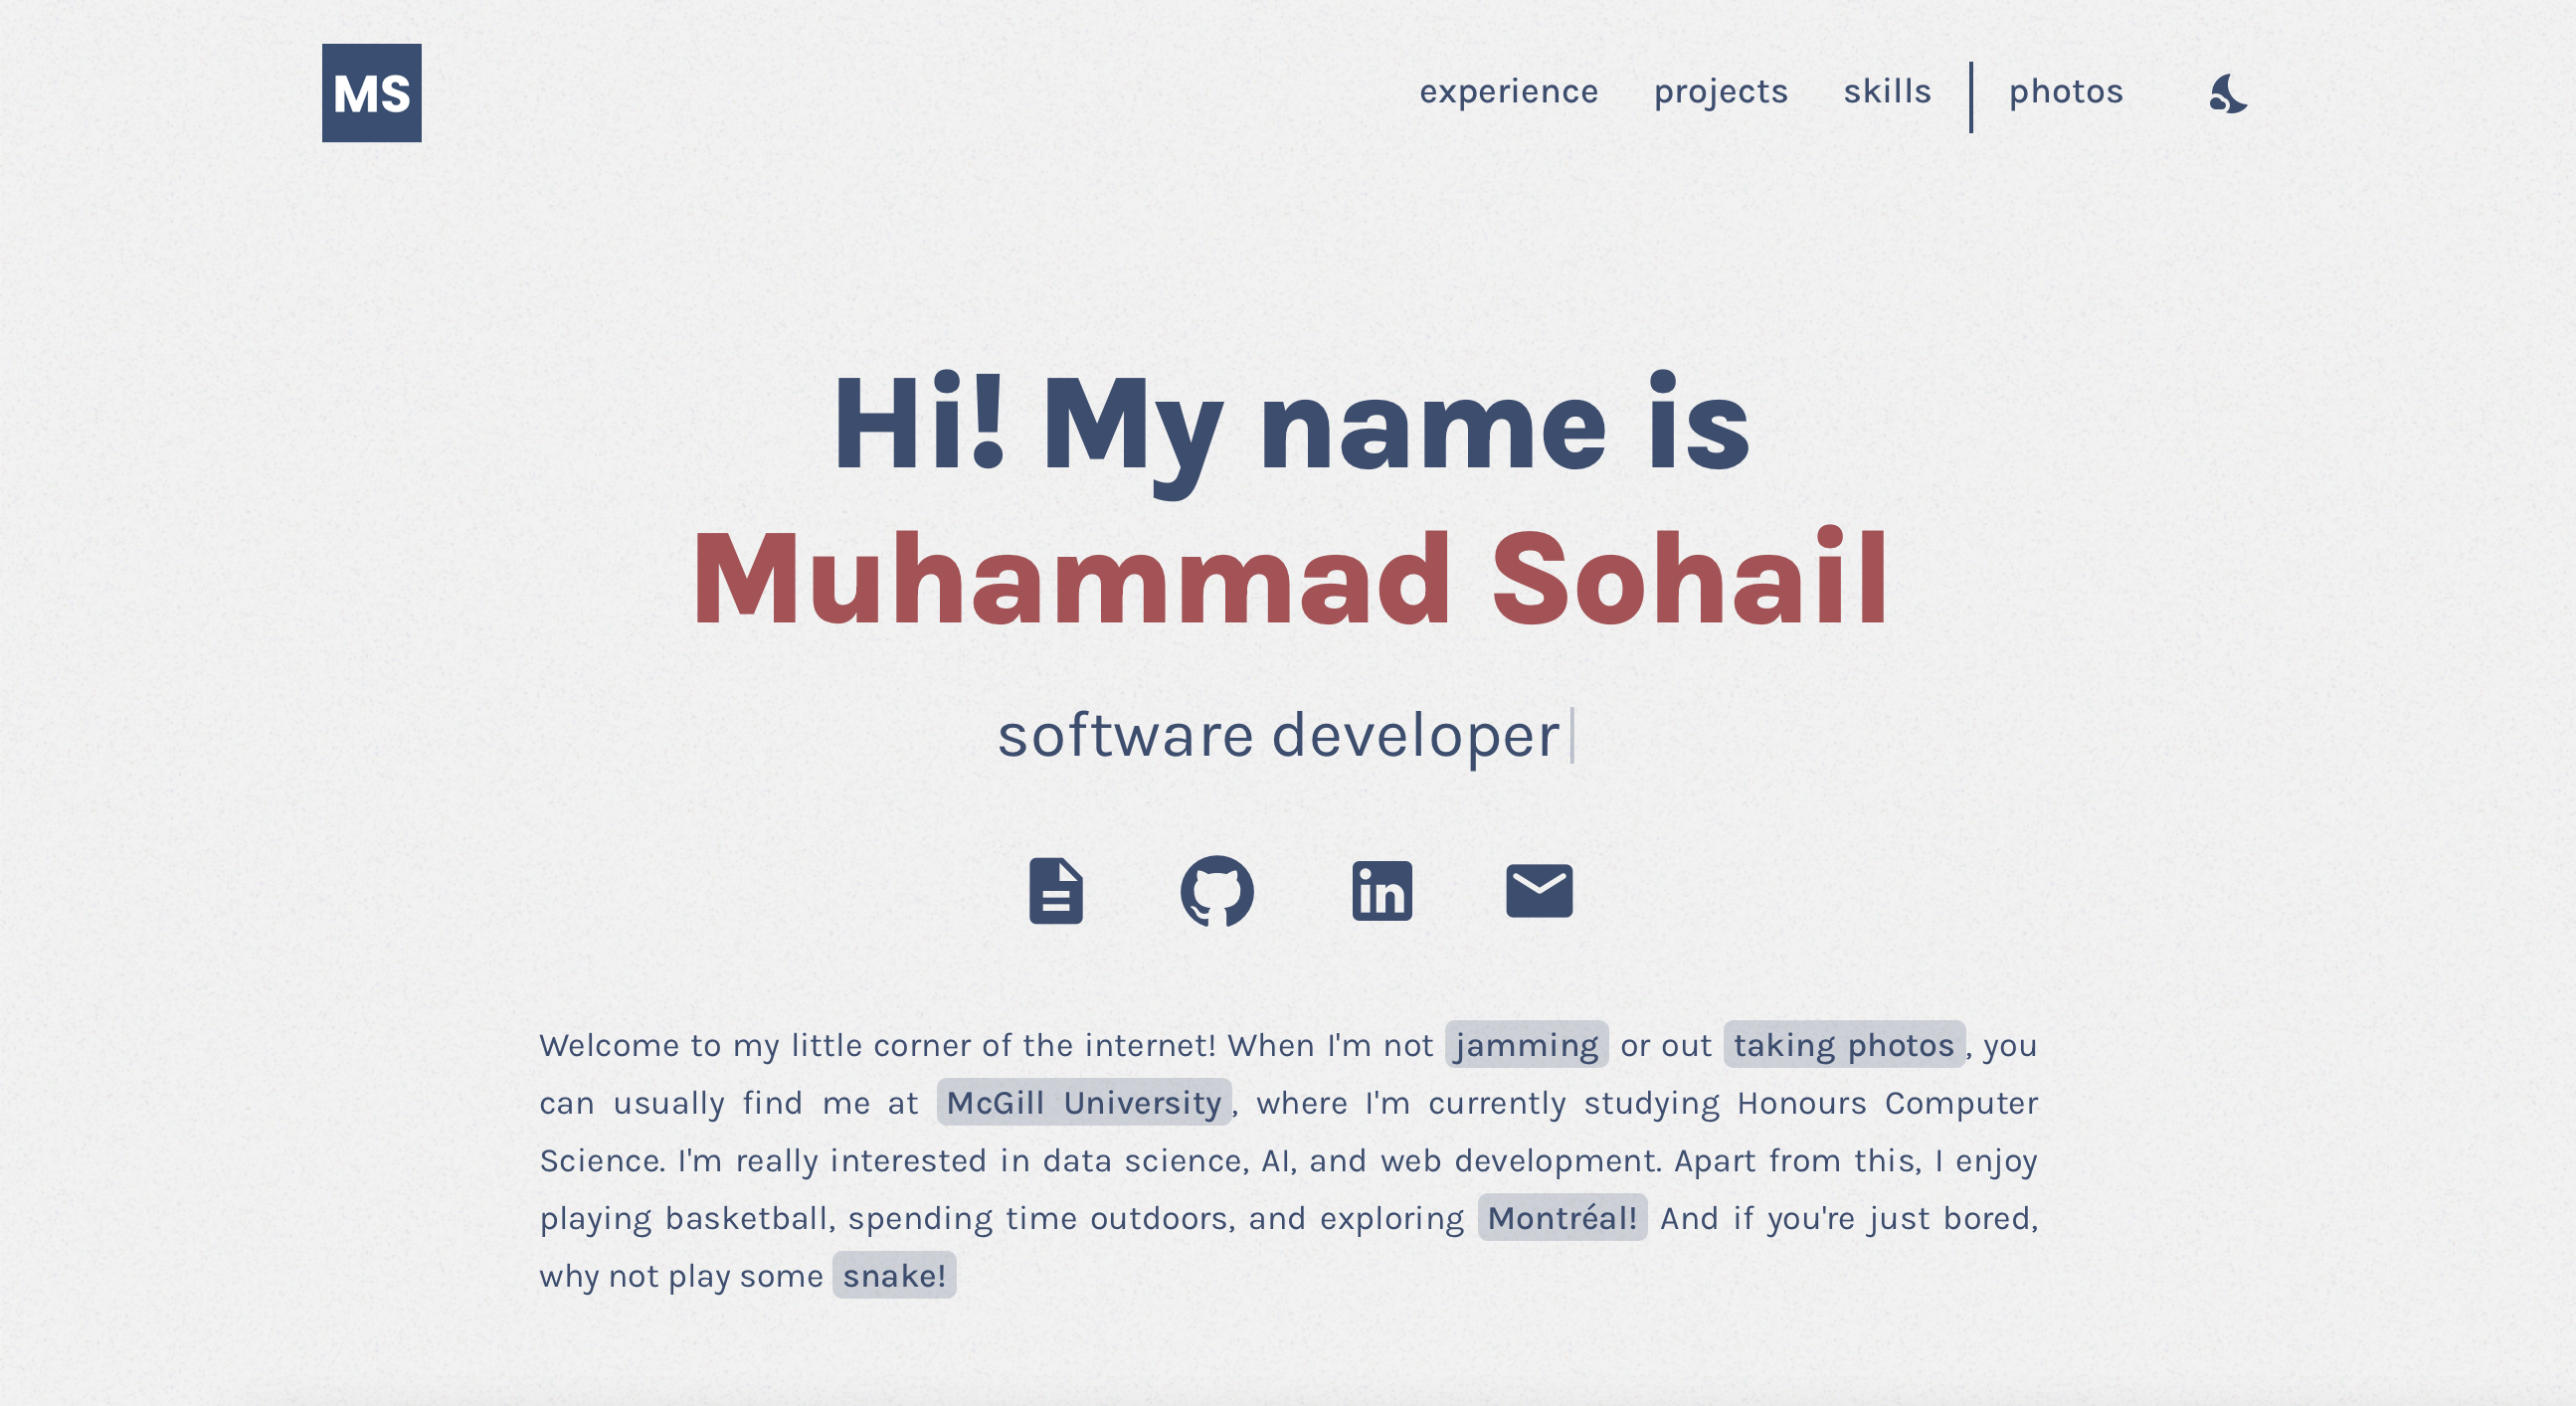 MS
experience projects skills photos
Hi! My name is
Muhammad Sohail
software developer
in
Welcome to my little corner of the internet! When I'm not jamming or out taking photos, you
can usually find me at McGill University, where I'm currently studying Honours Computer
Science. I'm really interested in data science, AI, and web development. Apart from this, I enjoy
playing basketball, spending time outdoors, and exploring Montréal! And if you're just bored,
why not play some snake!